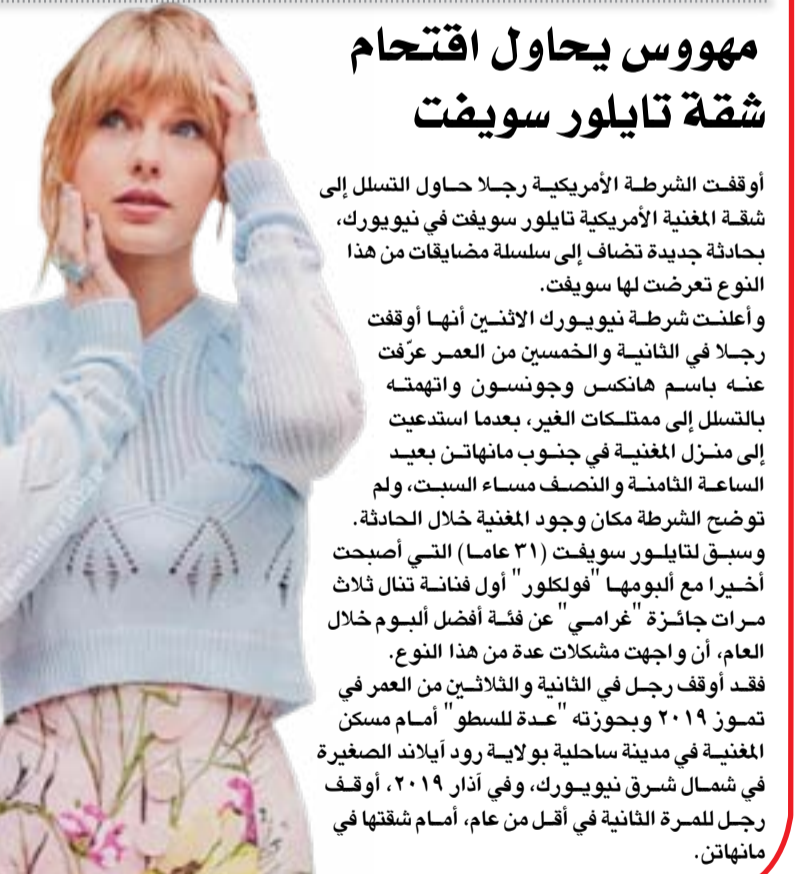 مهووس يحاول اقتحام
شقة تايلور سويفت
أوقفت الشرطة الأمريكية رجلا حاول التسلل إلى
شقة المغنية الأمريكية تايلور سويفت في نيويورك،
بحادثة جديدة تضاف إلى سلسلة مضايقات من هذا
النوع تعرضت لها سويفت.
وأعلنت شرطة نيويورك الاثنين أنها أوقفت
رجلا في الثانية والخمسين من العمر عرّفت
عنه باسم هانكس وجونسون واتهمته
بالتسلل إلى ممتلكات الغير، بعدما استدعيت
إلى منزل المغنية في جنوب مانهاتن بعيد
الساعة الثامنة والنصف مساء السبت، ولم
توضح الشرطة مكان وجود المغنية خلال الحادثة.
وسبق لتايلور سويفت (٣١ عاما) التي أصبحت
أخيرا مع ألبومها "فولكلور" أول فنانة تنال ثلاث
مرات جائزة "غرامي" عن فئة أفضل ألبوم خلال
العام، أن واجهت مشكلات عدة من هذا النوع.
فقد أوقف رجل في الثانية والثلاثين من العمر في
تموز ٢٠١٩ وبحوزته "عدة للسطو" أمام مسكن
المغنية في مدينة ساحلية بولاية رود آيلاند الصغيرة
في شمال شرق نيويورك، وفي آذار ٢٠١٩، أوقف
رجل للمرة الثانية في أقل من عام، أمام شقتها في
مانهاتن.